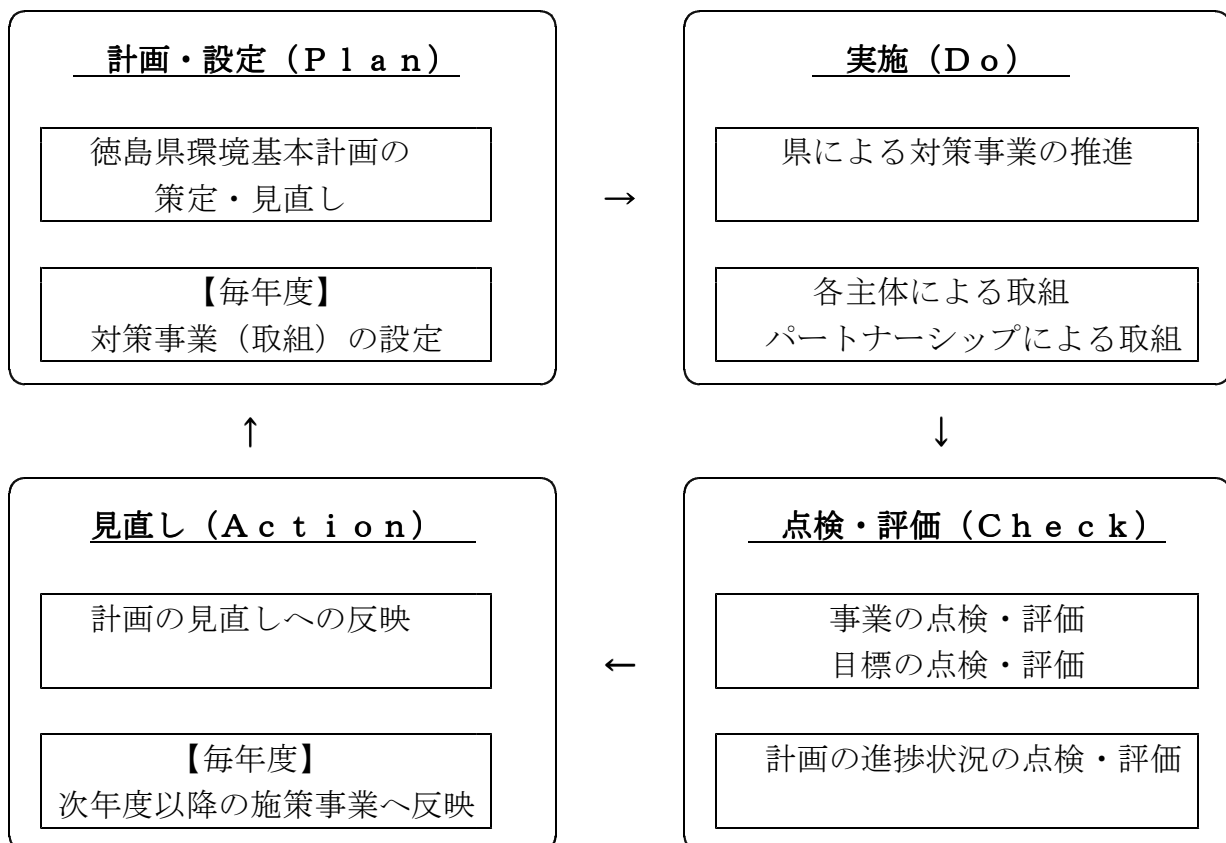 計画・設定（Ｐｌａｎ）
徳島県環境基本計画の
策定・見直し
【毎年度】
対策事業（取組）の設定
→
実施（Ｄｏ）
県による対策事業の推進
各主体による取組
パートナーシップによる取組
↑
↓
見直し（Ａｃｔｉｏｎ）
計画の見直しへの反映
【毎年度】
次年度以降の施策事業へ反映
←
点検・評価（Ｃｈｅｃｋ）
事業の点検・評価
目標の点検・評価
計画の進捗状況の点検・評価